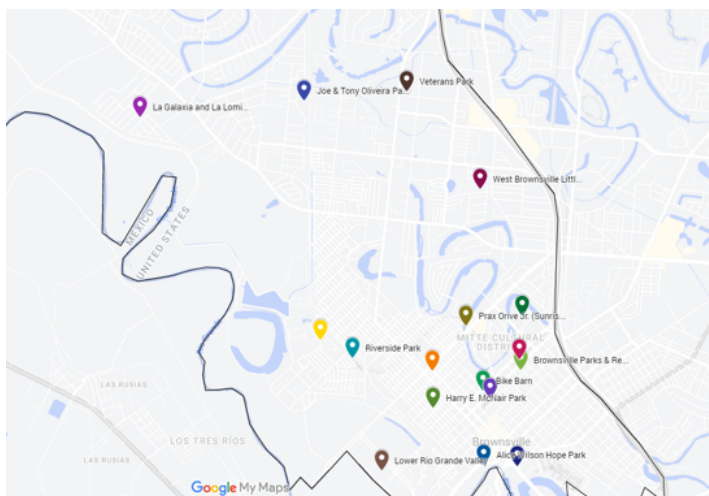 Veterans Park
Joe & Tony Oliveira Pa...
La Galaxia and La Lomi...
West Brownsville Littl...
MEXICO
UNITED STATES
Prax Orive Jr. (Sunris...
MITTE CULTURAL
DISTRICT
Riverside Park
Brownsville Parks & Re...
LAS RUSIAS
Bike Barn
Harry E. McNair Park
LOS TRES RÍOS
Brownsville
LAS RUSIAS
Lower Rio Grande Valley
Alice Wilson Hope Park
Google My Maps